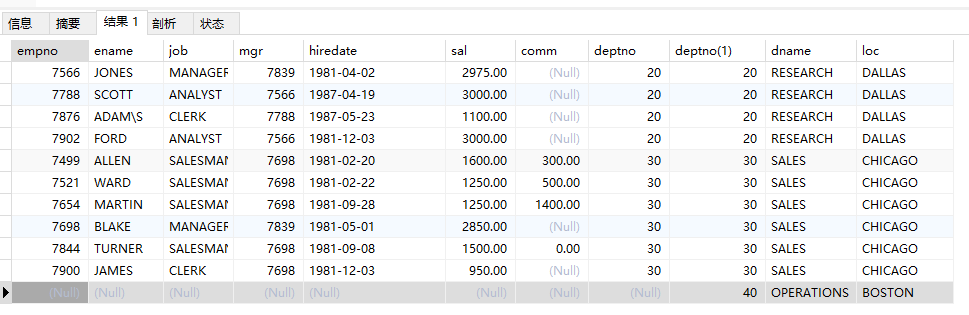 信息 摘要 结果 1 剖析 状态
empno ename job mgr hiredate sal comm deptno deptno(1) dname loc
7566 JONES MANAGER 7839 1981-04-02 2975.00 (Null) 20 20 RESEARCH DALLAS
7788 SCOTT ANALYST 7566 1987-04-19 3000.00 (Null) 20 20 RESEARCH DALLAS
7876 ADAM\S CLERK 7788 1987-05-23 1100.00 (Null) 20 20 RESEARCH DALLAS
7902 FORD ANALYST 7566 1981-12-03 3000.00 (Null) 20 20 RESEARCH DALLAS
7499 ALLEN SALESMAN 7698 1981-02-20 1600.00 300.00 30 30 SALES CHICAGO
7521 WARD SALESMAN 7698 1981-02-22 1250.00 500.00 30 30 SALES CHICAGO
7654 MARTIN SALESMAN 7698 1981-09-28 1250.00 1400.00 30 30 SALES CHICAGO
7698 BLAKE MANAGER 7839 1981-05-01 2850.00 (Null) 30 30 SALES CHICAGO
7844 TURNER SALESMAN 7698 1981-09-08 1500.00 0.00 30 30 SALES CHICAGO
7900 JAMES CLERK 7698 1981-12-03 950.00 (Null) 30 30 SALES CHICAGO
(Null) (Null) (Null) (Null) (Null) (Null) (Null) (Null) 40 OPERATIONS BOSTON